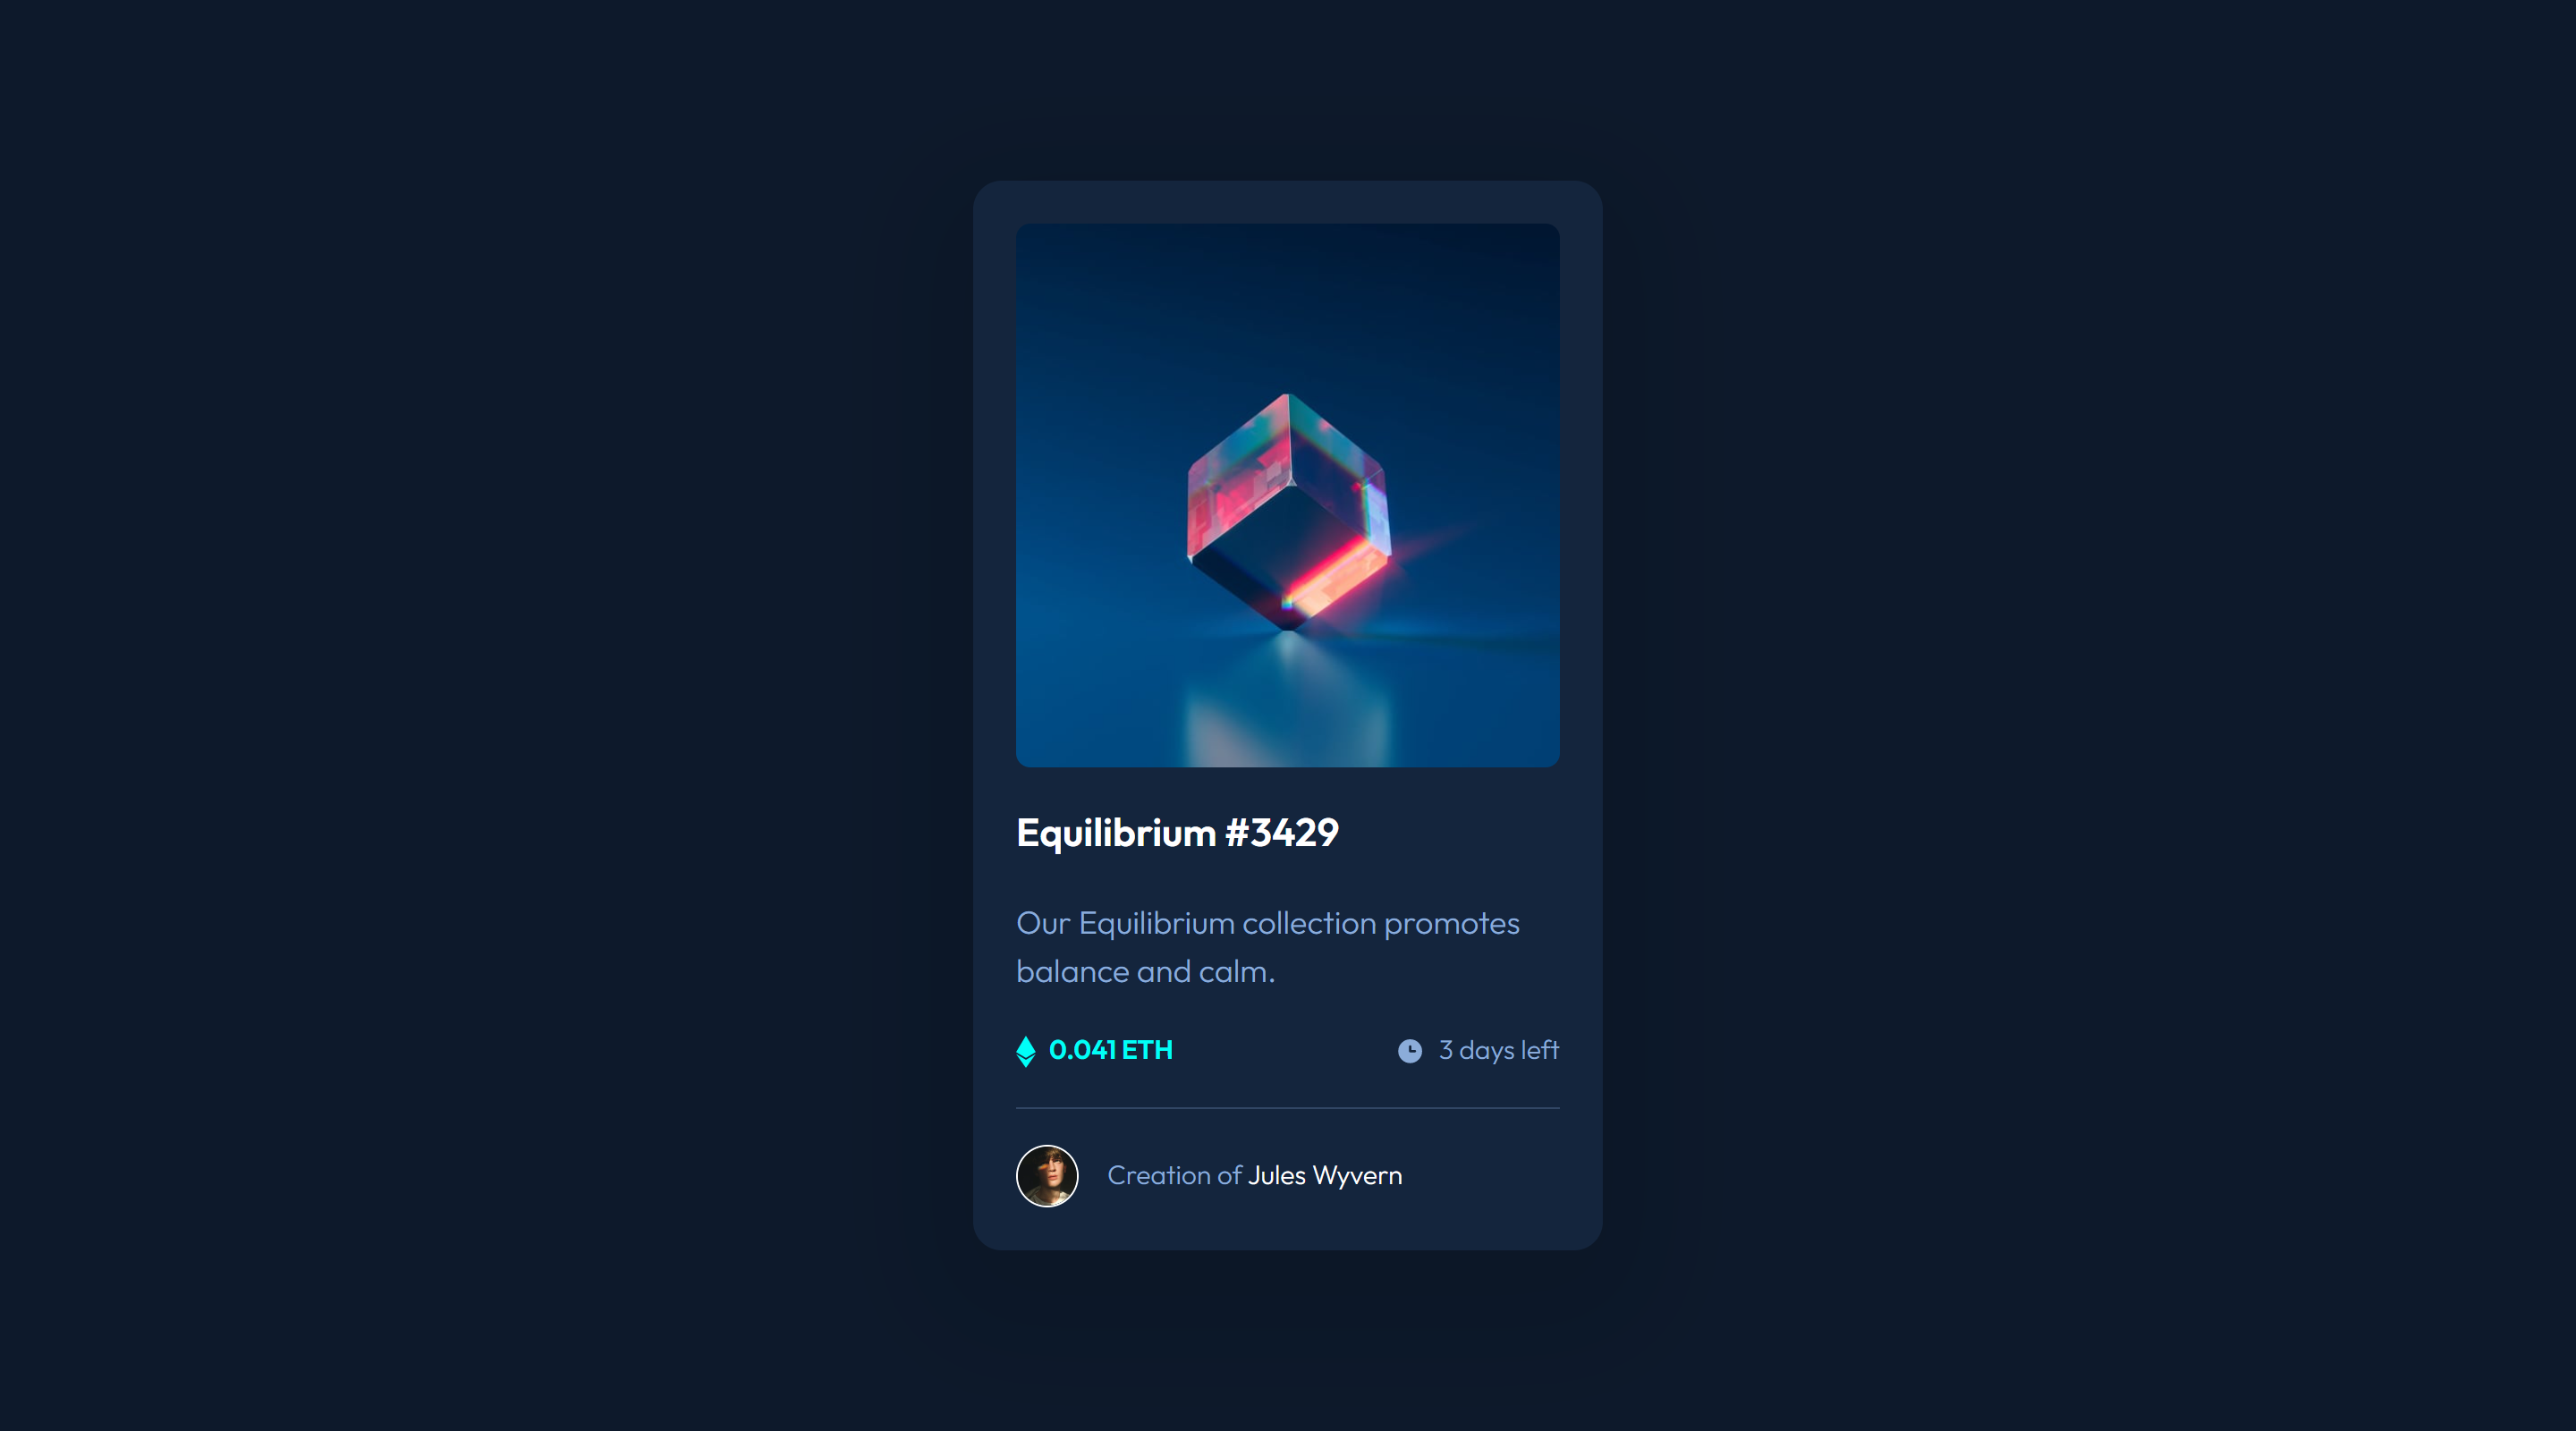 Equilibrium #3429
Our Equilibrium collection promotes
balance and calm.
0.041 ETH
3 days left
Creation of Jules Wyvern